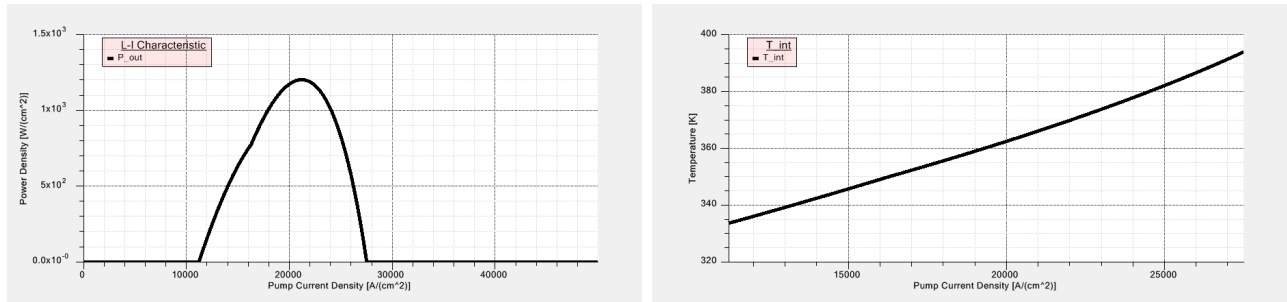 1.5x10^3
L-I Characteristic
P_out
1x10^3
5x10^2
0.0x10^-0
Power Density [W/(cm^2)]
0
10000
20000
30000
40000
Pump Current Density [A/(cm^2)]
400
T_int
T_int
380
360
340
320
Temperature [K]
15000
20000
25000
Pump Current Density [A/(cm^2)]